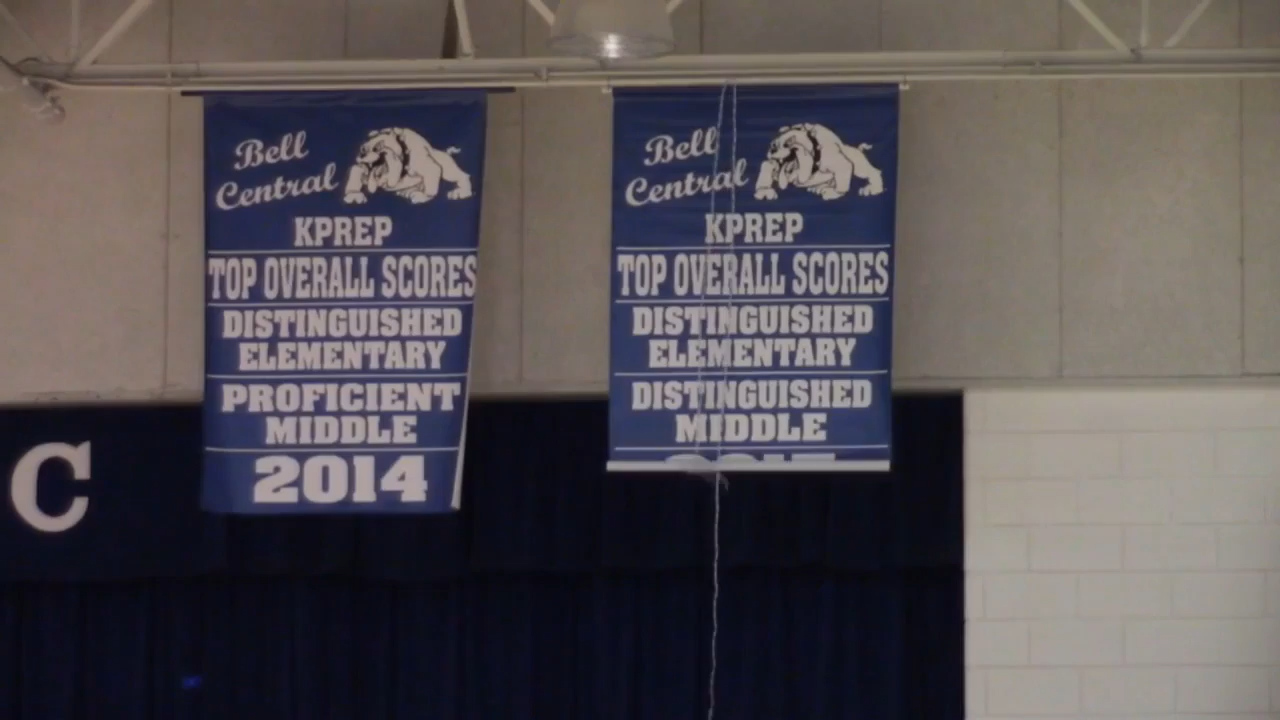 Bell
Central
KPREP
TOP OVERALL SCORES
DISTINGUISHED
ELEMENTARY
PROFICIENT
MIDDLE
2014
Bell
Central
KPREP
TOP OVERALL SCORES
DISTINGUISHED
ELEMENTARY
DISTINGUISHED
MIDDLE
C